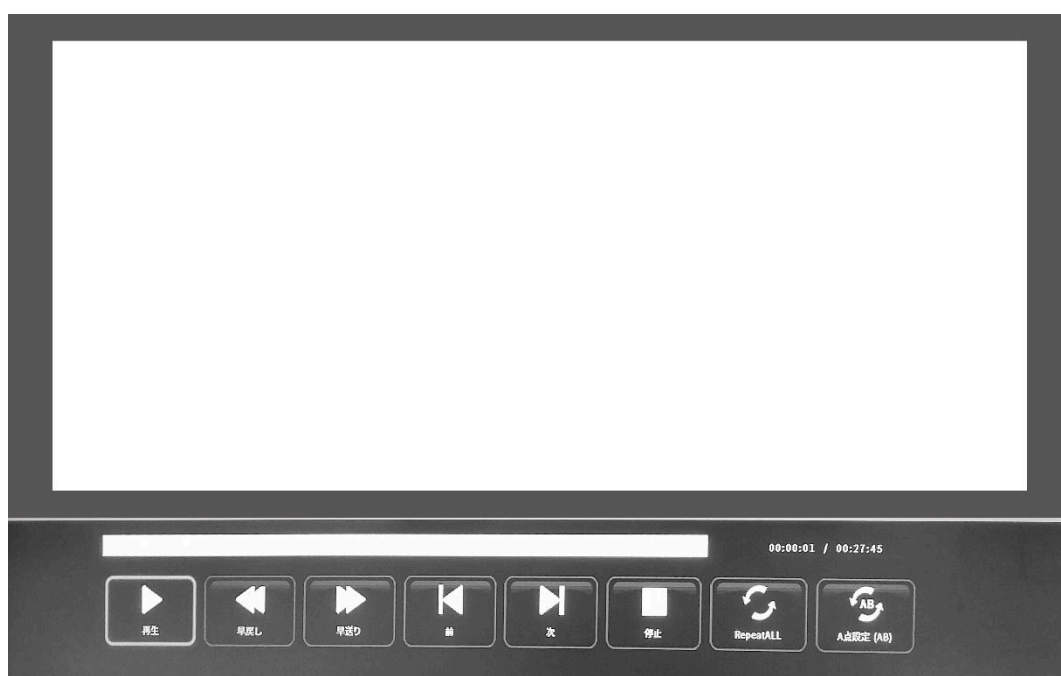 00:00:01 / 00:27:45
再生
早戻し
早送り
前
次
停止
RepeatALL
A点設定 (AB)
AB